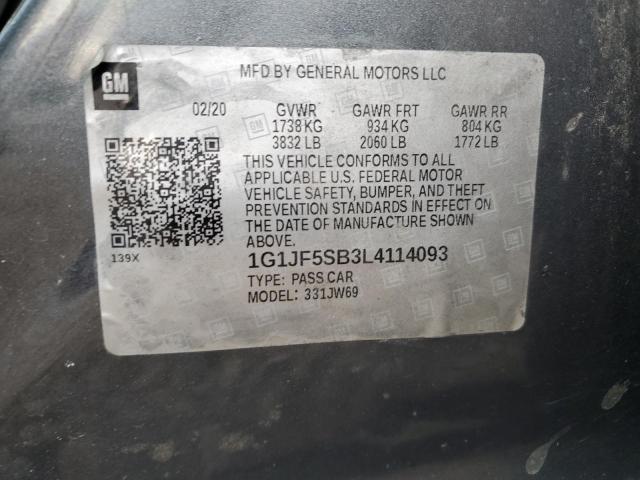 GM
MFD BY GENERAL MOTORS LLC
02/20 GVWR GAWR FRT GAWR RR
1738 KG 934 KG 804 KG
3832 LB 2060 LB 1772 LB
THIS VEHICLE CONFORMS TO ALL
APPLICABLE U.S. FEDERAL MOTOR
VEHICLE SAFETY, BUMPER, AND THEFT
PREVENTION STANDARDS IN EFFECT ON
THE DATE OF MANUFACTURE SHOWN
ABOVE.
139X
1G1JF5SB3L4114093
TYPE: PASS CAR
MODEL: 331JW69